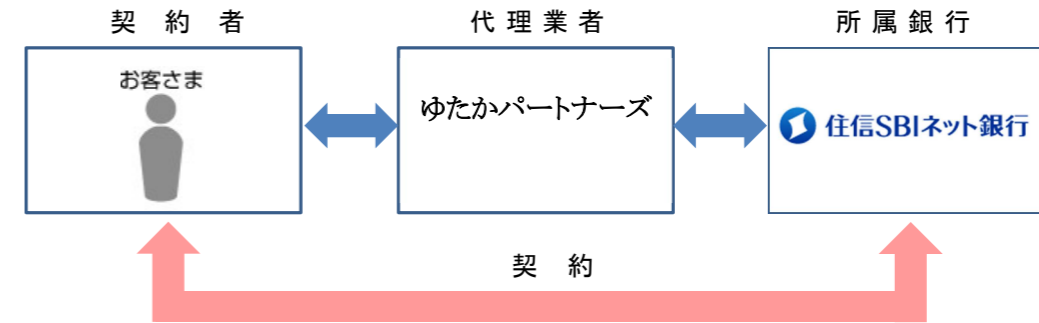 契約者
代理業者
所属銀行
お客さま
ゆたかパートナーズ
住信SBIネット銀行
契約